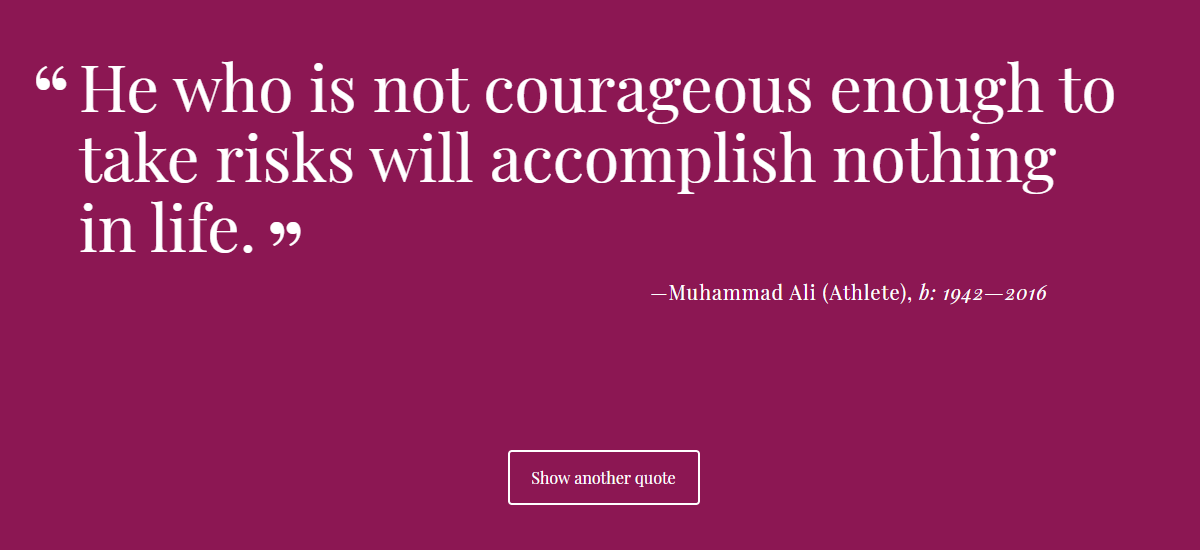 “ He who is not courageous enough to
take risks will accomplish nothing
in life. ”
—Muhammad Ali (Athlete), b: 1942—2016
Show another quote